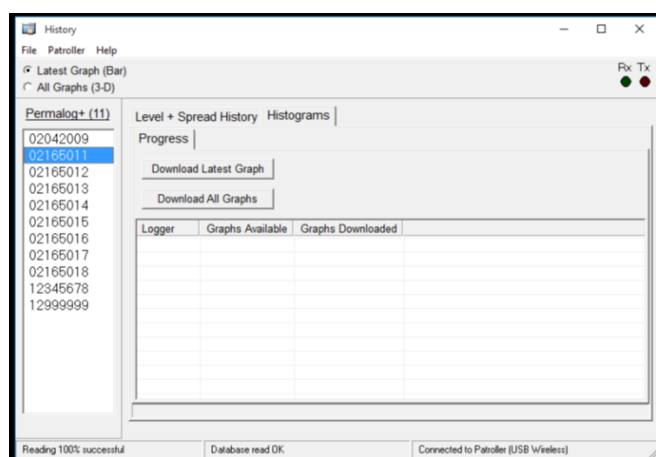 History
File Patroller Help
Latest Graph (Bar)
All Graphs (3-D)
Rx Tx
Permalog+ (11)
02042009
02165011
02165012
02165013
02165014
02165015
02165016
02165017
02165018
12345678
12999999
Level + Spread History Histograms
Progress
Download Latest Graph
Download All Graphs
Logger Graphs Available Graphs Downloaded
Reading 100% successful Database read OK Connected to Patroller (USB Wireless)